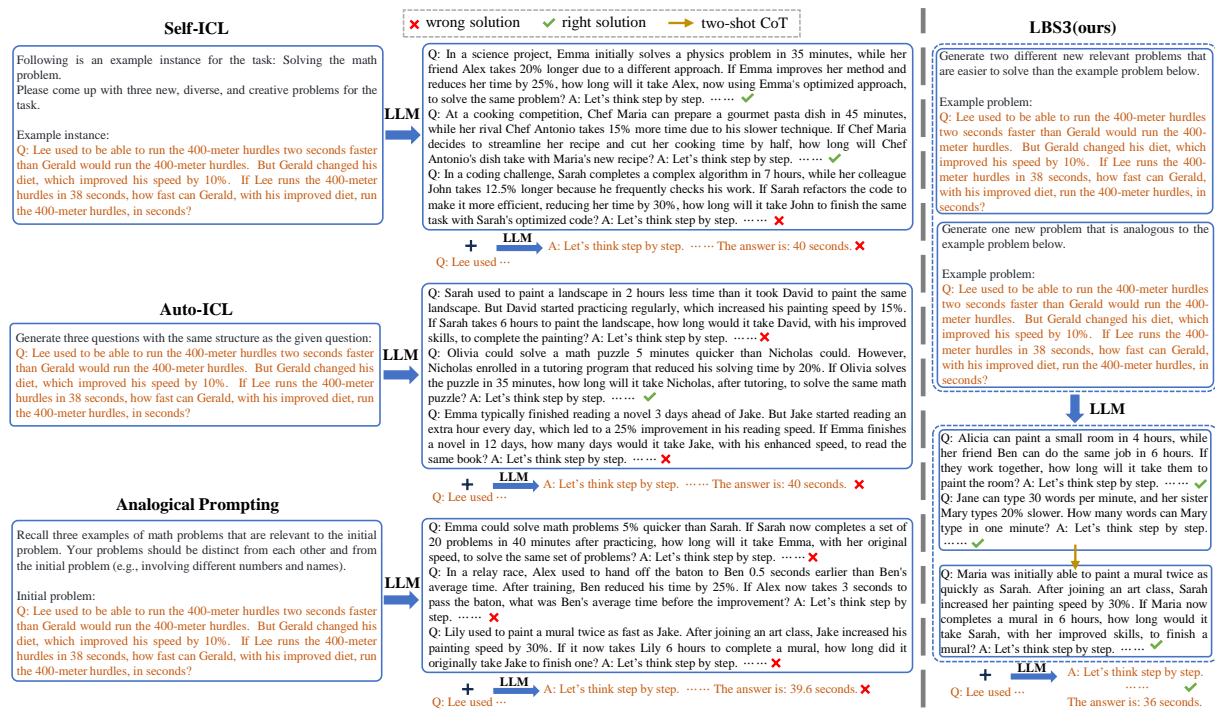 wrong solution right solution two-shot CoT
Self-ICL
Following is an example instance for the task: Solving the math
problem.
Please come up with three new, diverse, and creative problems for the
task.
Example instance:
Q: Lee used to be able to run the 400-meter hurdles two seconds faster
than Gerald would run the 400-meter hurdles. But Gerald changed his
diet, which improved his speed by 10%. If Lee runs the 400-meter
hurdles in 38 seconds, how fast can Gerald, with his improved diet, run
the 400-meter hurdles, in seconds?
LLM
Q: In a science project, Emma initially solves a physics problem in 35 minutes, while her
friend Alex takes 20% longer due to a different approach. If Emma improves her method and
reduces her time by 25%, how long will it take Alex, now using Emma's optimized approach,
to solve the same problem? A: Let's think step by step. ⋯⋯
Q: At a cooking competition, Chef Maria can prepare a gourmet pasta dish in 45 minutes,
while her rival Chef Antonio takes 15% more time due to his slower technique. If Chef Maria
decides to streamline her recipe and cut her cooking time by half, how long will Chef
Antonio's dish take with Maria's new recipe? A: Let's think step by step. ⋯⋯
Q: In a coding challenge, Sarah completes a complex algorithm in 7 hours, while her colleague
John takes 12.5% longer because he frequently checks his work. If Sarah refactors the code to
make it more efficient, reducing her time by 30%, how long will it take John to finish the same
task with Sarah's optimized code? A: Let's think step by step. ⋯⋯
+ LLM A: Let's think step by step. ⋯⋯ The answer is: 40 seconds.
Q: Lee used ⋯
Auto-ICL
Generate three questions with the same structure as the given question:
Q: Lee used to be able to run the 400-meter hurdles two seconds faster
than Gerald would run the 400-meter hurdles. But Gerald changed his
diet, which improved his speed by 10%. If Lee runs the 400-meter
hurdles in 38 seconds, how fast can Gerald, with his improved diet, run
the 400-meter hurdles, in seconds?
LLM
Q: Sarah used to paint a landscape in 2 hours less time than it took David to paint the same
landscape. But David started practicing regularly, which increased his painting speed by 15%.
If Sarah takes 6 hours to paint the landscape, how long would it take David, with his improved
skills, to complete the painting? A: Let's think step by step. ⋯⋯
Q: Olivia could solve a math puzzle 5 minutes quicker than Nicholas could. However,
Nicholas enrolled in a tutoring program that reduced his solving time by 20%. If Olivia solves
the puzzle in 35 minutes, how long will it take Nicholas, after tutoring, to solve the same math
puzzle? A: Let's think step by step. ⋯⋯
Q: Emma typically finished reading a novel 3 days ahead of Jake. But Jake started reading an
extra hour every day, which led to a 25% improvement in his reading speed. If Emma finishes
a novel in 12 days, how many days would it take Jake, with his enhanced speed, to read the
same book? A: Let's think step by step. ⋯⋯
+ LLM A: Let's think step by step. ⋯⋯ The answer is: 40 seconds.
Q: Lee used ⋯
Analogical Prompting
Recall three examples of math problems that are relevant to the initial
problem. Your problems should be distinct from each other and from
the initial problem (e.g., involving different numbers and names).
Initial problem:
Q: Lee used to be able to run the 400-meter hurdles two seconds faster
than Gerald would run the 400-meter hurdles. But Gerald changed his
diet, which improved his speed by 10%. If Lee runs the 400-meter
hurdles in 38 seconds, how fast can Gerald, with his improved diet, run
the 400-meter hurdles, in seconds?
LLM
Q: Emma could solve math problems 5% quicker than Sarah. If Sarah now completes a set of
20 problems in 40 minutes after practicing, how long will it take Emma, with her original
speed, to solve the same set of problems? A: Let's think step by step. ⋯⋯
Q: In a relay race, Alex used to hand off the baton to Ben 0.5 seconds earlier than Ben's
average time. After training, Ben reduced his time by 25%. If Alex now takes 3 seconds to
pass the baton, what was Ben's average time before the improvement? A: Let's think step by
step. ⋯⋯
Q: Lily used to paint a mural twice as fast as Jake. After joining an art class, Jake increased his
painting speed by 30%. If it now takes Lily 6 hours to complete a mural, how long did it
originally take Jake to finish one? A: Let's think step by step. ⋯⋯
+ LLM A: Let's think step by step. ⋯⋯ The answer is: 39.6 seconds.
Q: Lee used ⋯
LBS3(ours)
Generate two different new relevant problems
that are easier to solve than the example problem
below.
Example problem:
Q: Lee used to be able to run the 400-meter hurdles
two seconds faster than Gerald would run the 400-
meter hurdles. But Gerald changed his diet, which
improved his speed by 10%. If Lee runs the 400-
meter hurdles in 38 seconds, how fast can Gerald,
with his improved diet, run the 400-meter hurdles, in
seconds?
Generate one new problem that is analogous to the
example problem below.
Example problem:
Q: Lee used to be able to run the 400-meter hurdles
two seconds faster than Gerald would run the 400-
meter hurdles. But Gerald changed his diet, which
improved his speed by 10%. If Lee runs the 400-
meter hurdles in 38 seconds, how fast can Gerald,
with his improved diet, run the 400-meter hurdles, in
seconds?
LLM
Q: Alicia can paint a small room in 4 hours, while
her friend Ben can do the same job in 6 hours. If
they work together, how long will it take them to
paint the room? A: Let's think step by step. ⋯⋯
Q: Jane can type 30 words per minute, and her sister
Mary types 20% slower. How many words can Mary
type in one minute? A: Let's think step by step.
⋯⋯
Q: Maria was initially able to paint a mural twice as
quickly as Sarah. After joining an art class, Sarah
increased her painting speed by 30%. If Maria now
completes a mural in 6 hours, how long would it
take Sarah, with her improved skills, to finish a
mural? A: Let's think step by step. ⋯⋯
+ LLM A: Let's think step by step.
Q: Lee used ⋯ ⋯⋯
The answer is: 36 seconds.